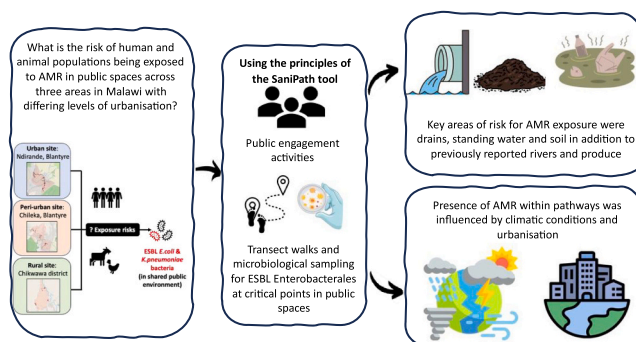 What is the risk of human and
animal populations being exposed
to AMR in public spaces across
three areas in Malawi with
differing levels of urbanisation?
Urban site:
Ndirande, Blantyre
Peri-urban site:
Chileka, Blantyre
Rural site:
Chikwawa district
? Exposure risks
ESBL E.coli &
K.pneumoniae
bacteria
(in shared public
environment)
Using the principles of
the SaniPath tool
Public engagement
activities
Transect walks and
microbiological sampling
for ESBL Enterobacterales
at critical points in public
spaces
Key areas of risk for AMR exposure were
drains, standing water and soil in addition to
previously reported rivers and produce
Presence of AMR within pathways was
influenced by climatic conditions and
urbanisation